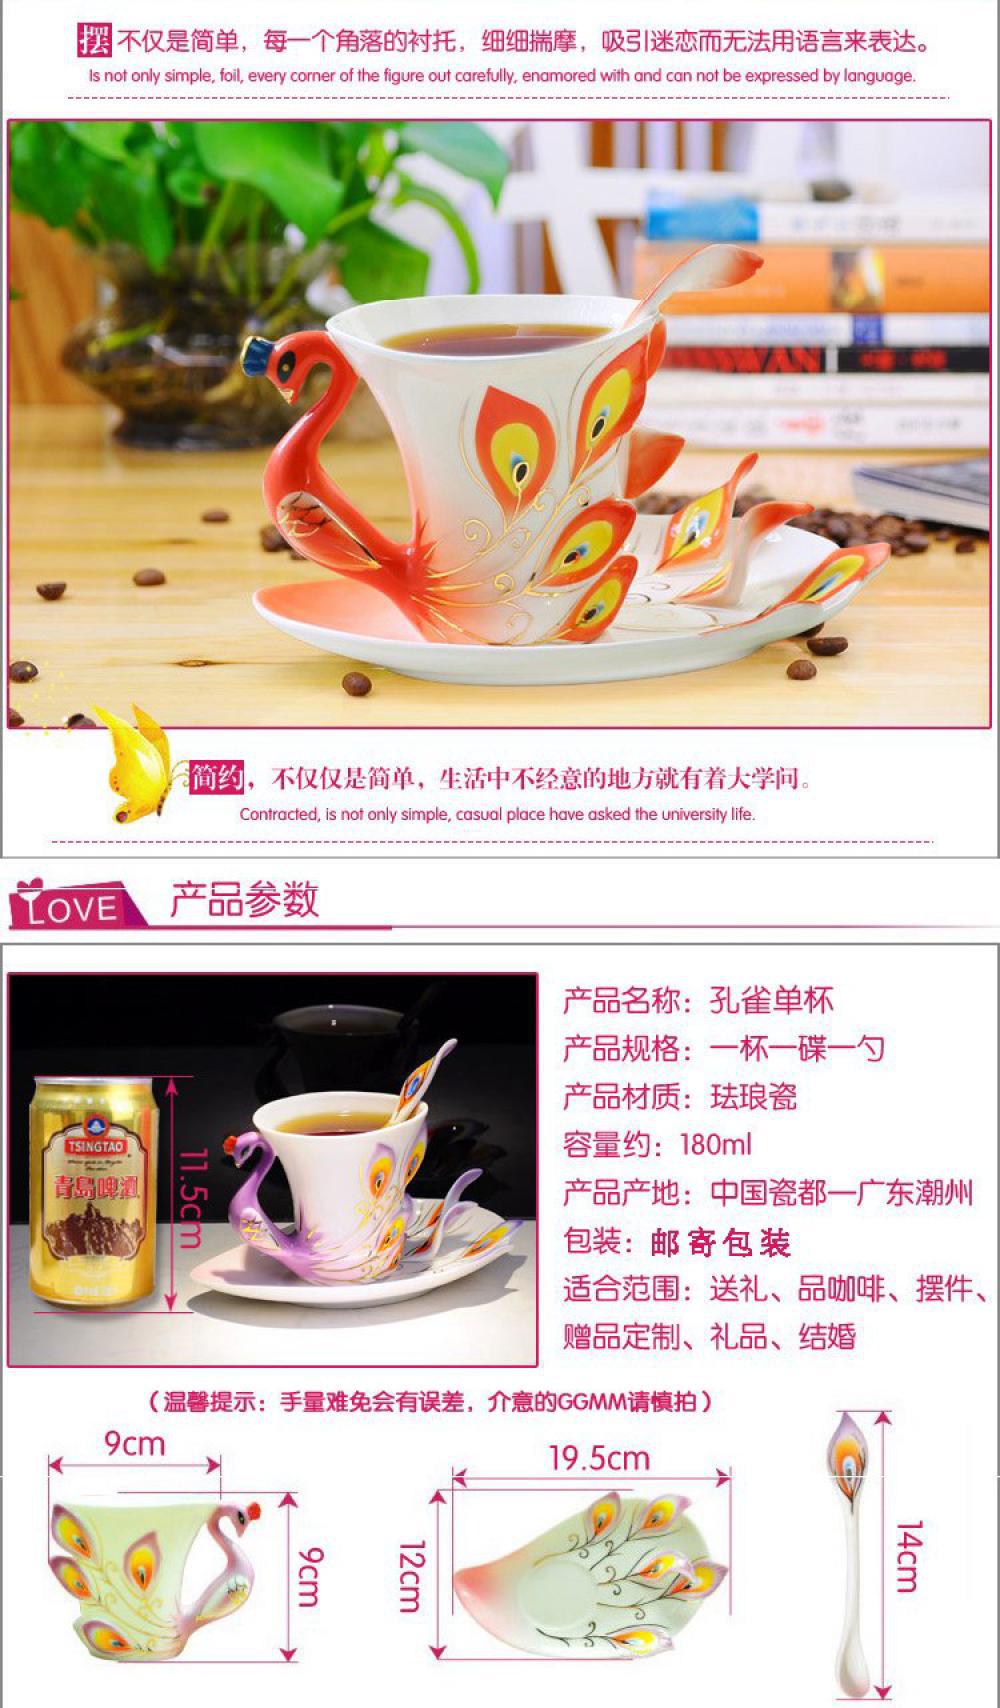 摆 不仅是简单，每一个角落的衬托，细细揣摩，吸引迷恋而无法用语言来表达。
Is not only simple, foil, every corner of the figure out carefully, enamored with and can not be expressed by language.
简约，不仅仅是简单，生活中不经意的地方就有着大学问。
Contracted, is not only simple, casual place have asked the university life.
LOVE 产品参数
TSINGTAO
青島啤酒
11.5cm
产品名称：孔雀单杯
产品规格：一杯一碟一勺
产品材质：珐琅瓷
容量约：180ml
产品产地：中国瓷都—广东潮州
包装：邮寄包装
适合范围：送礼、品咖啡、摆件、
赠品定制、礼品、结婚
（温馨提示：手量难免会有误差，介意的GGMM请慎拍）
9cm
9cm
19.5cm
12cm
14cm